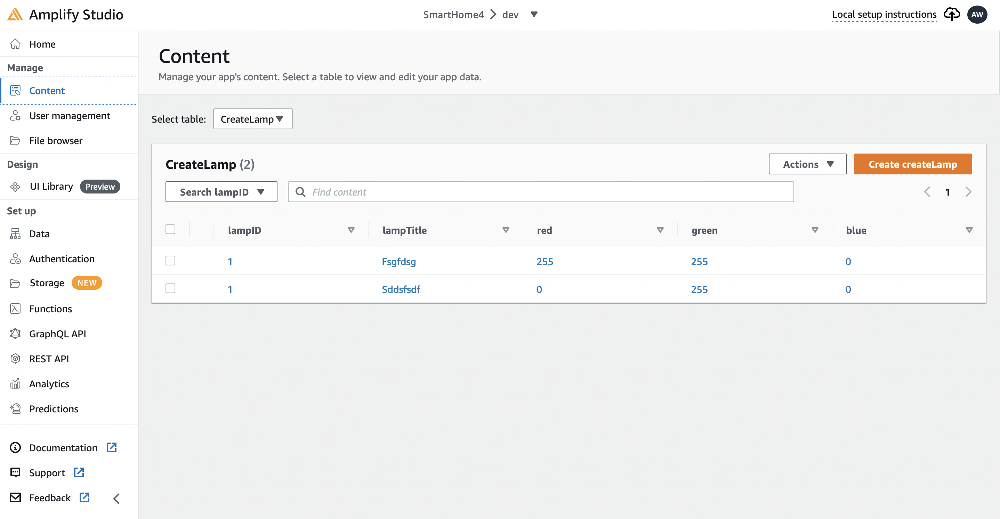 Amplify Studio
SmartHome4 dev
Local setup instructions
AW
Home
Manage
Content
User management
File browser
Design
UI Library Preview
Set up
Data
Authentication
Storage NEW
Functions
GraphQL API
REST API
Analytics
Predictions
Documentation
Support
Feedback
Content
Manage your app's content. Select a table to view and edit your app data.
Select table: CreateLamp
CreateLamp (2)
Actions
Create createLamp
Search lampID
Find content
1
lampID lampTitle red green blue
1 Fsgfdsg 255 255 0
1 Sddsfsdf 0 255 0